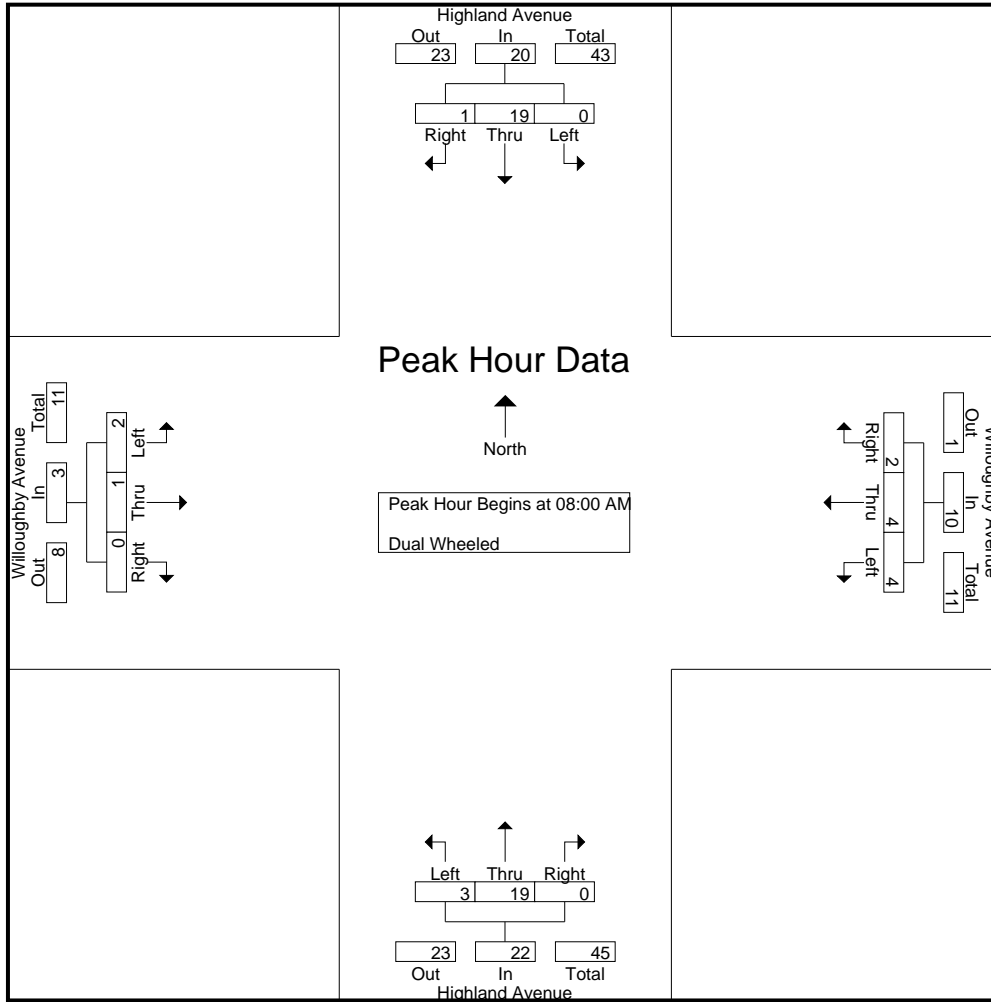 Highland Avenue
Out In Total
23 20 43
1 19 0
Right Thru Left
Peak Hour Data
North
Peak Hour Begins at 08:00 AM
Dual Wheeled
Willoughby Avenue
Out In Total
8 3 11
0 1 2
Right Thru Left
Willoughby Avenue
Out In Total
1 10 11
2 4 4
Right Thru Left
Left Thru Right
3 19 0
23 22 45
Out In Total
Highland Avenue